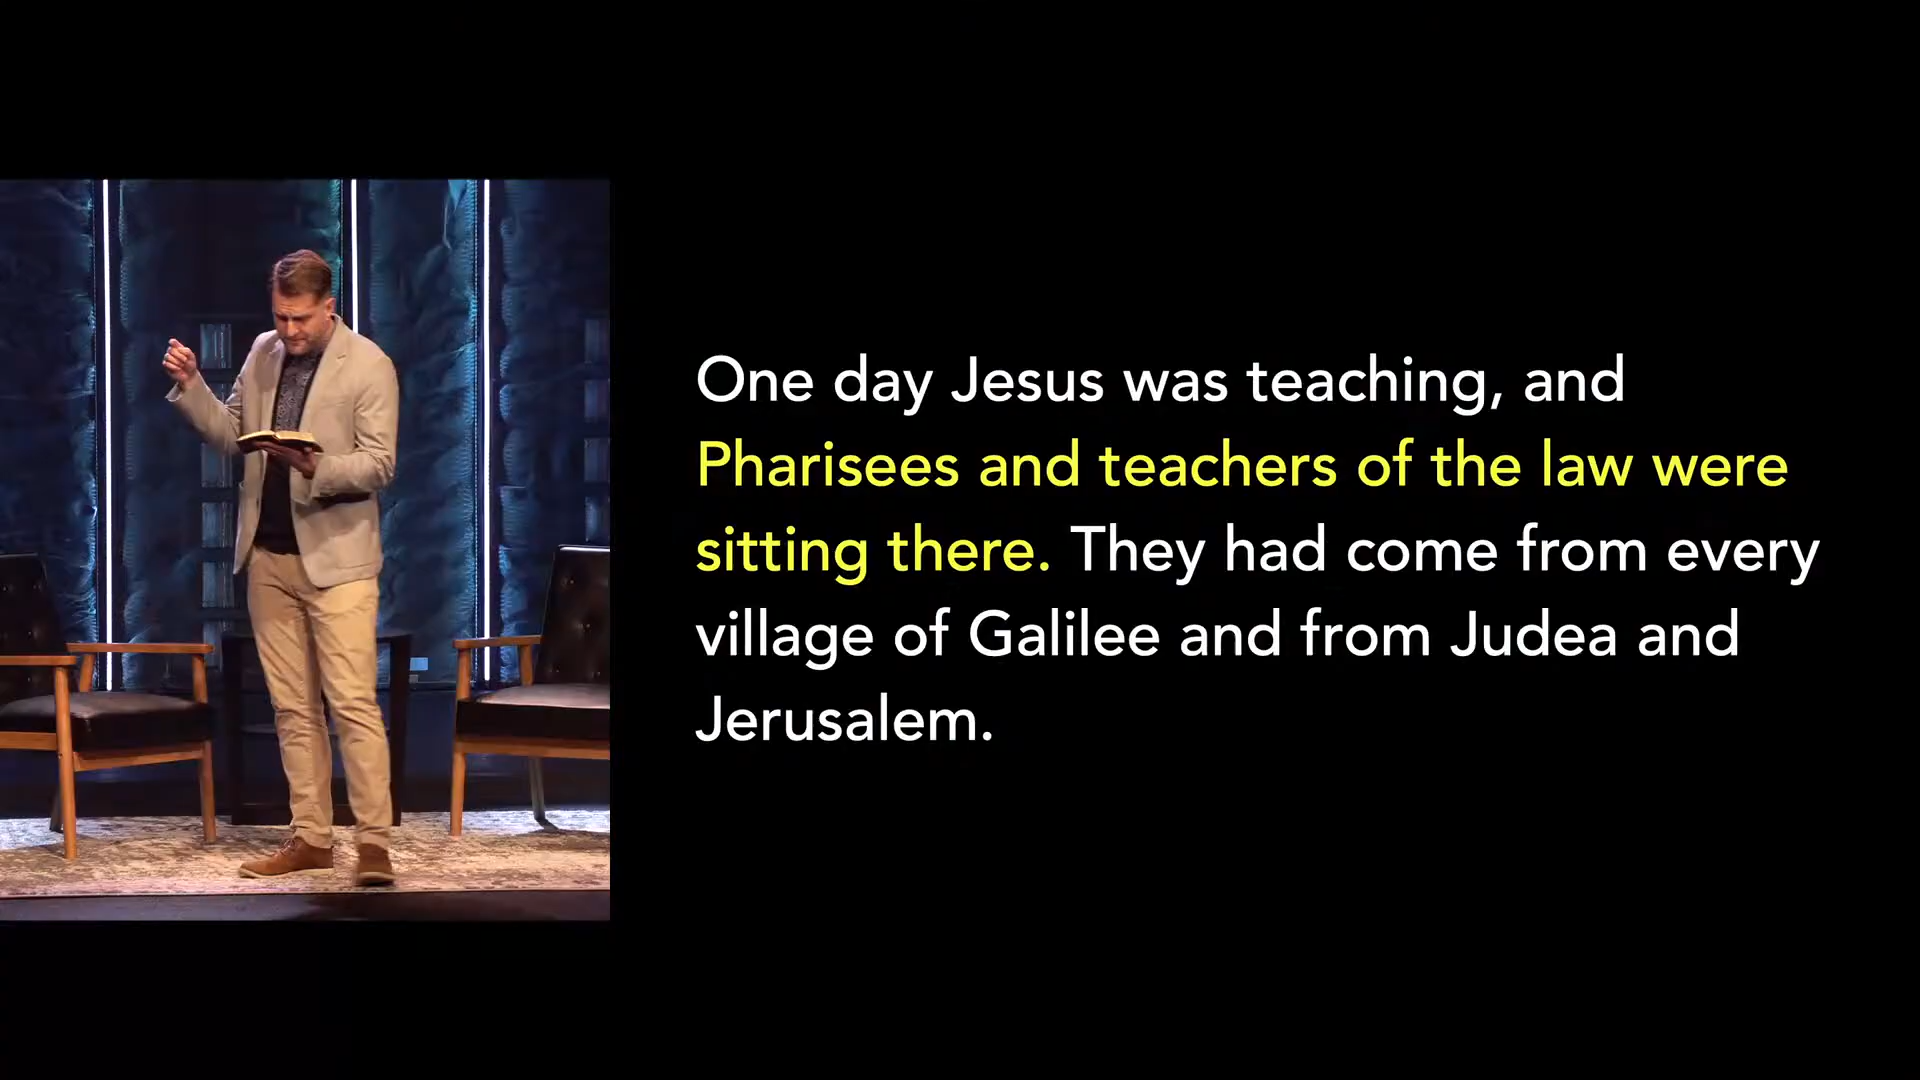 One day Jesus was teaching, and
Pharisees and teachers of the law were
sitting there. They had come from every
village of Galilee and from Judea and
Jerusalem.